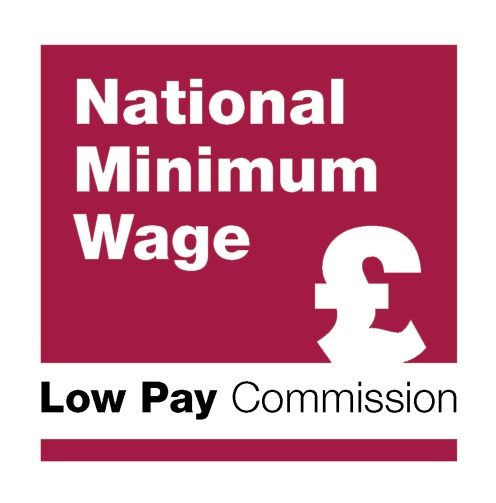 National
Minimum
Wage
£
Low Pay Commission